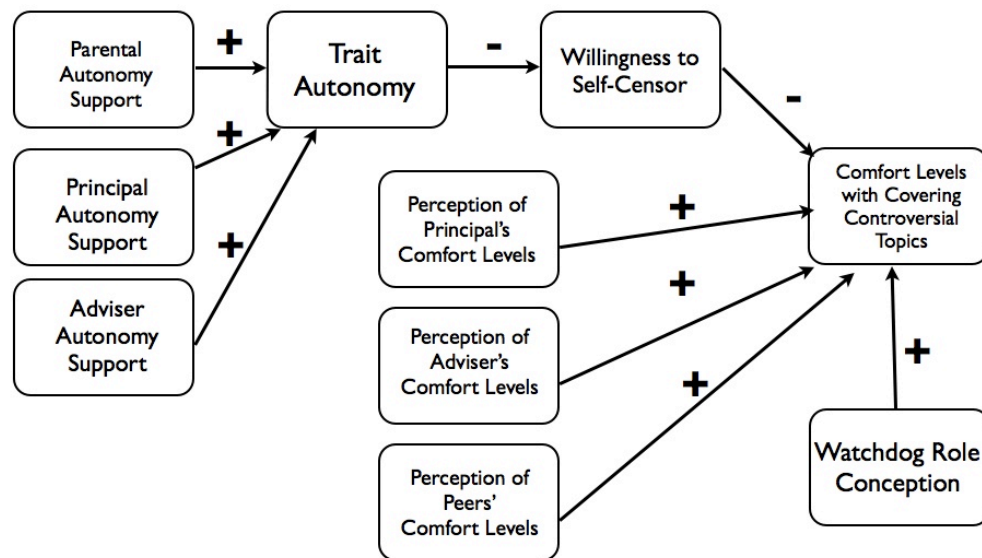 Parental
Autonomy
Support
+
Trait
Autonomy
-
Willingness to
Self-Censor
-
Principal
Autonomy
Support
+
Adviser
Autonomy
Support
+
Perception of
Principal's
Comfort Levels
+
Comfort Levels
with Covering
Controversial
Topics
Perception of
Adviser's
Comfort Levels
+
Perception of
Peers'
Comfort Levels
+
Watchdog Role
Conception
+